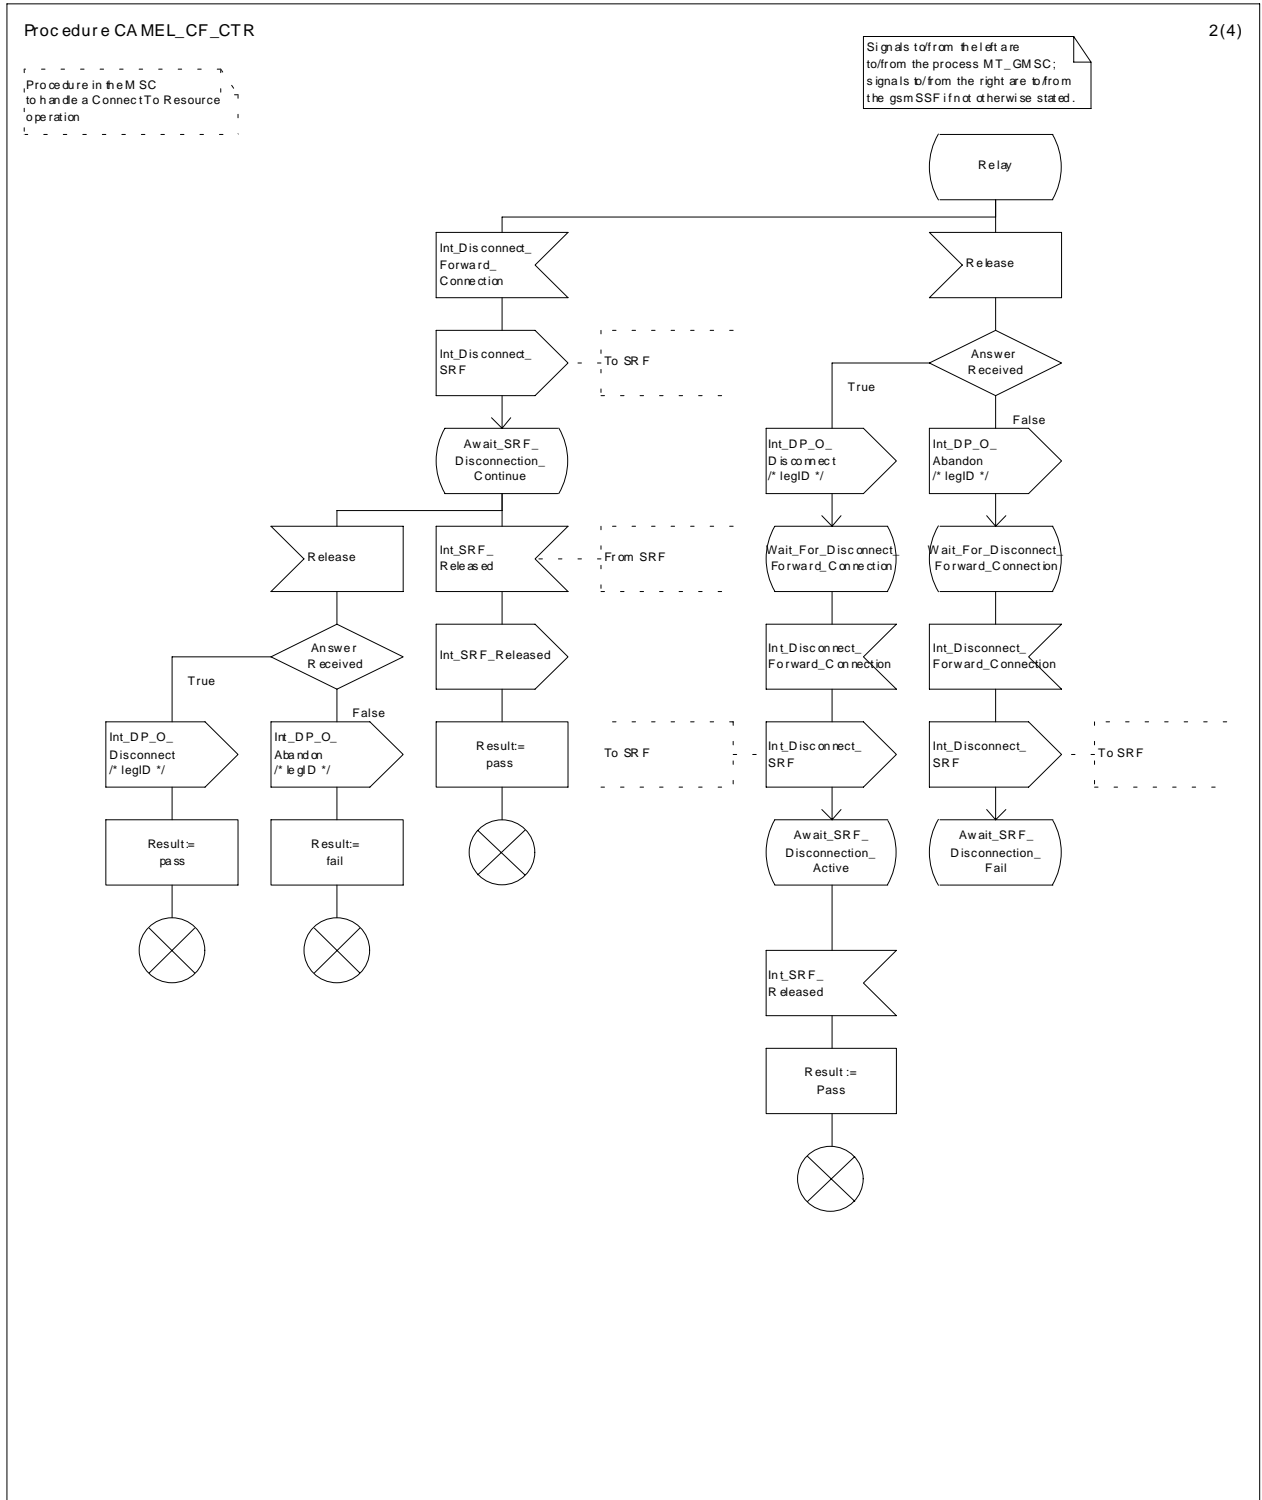 Procedure CAMEL_CF_CTR
2(4)
Procedure in the MSC
to handle a Connect To Resource
operation
Signals to/from the left are
to/from the process MT_GMSC;
signals to/from the right are to/from
the gsmSSF if not otherwise stated.
Relay
Int_Disconnect_
Forward_
Connection
Release
Int_Disconnect_
SRF
To SRF
Answer
Received
True
False
Await_SRF_
Disconnection_
Continue
Int_DP_O_
Disconnect
/* legID */
Int_DP_O_
Abandon
/* legID */
Release
Int_SRF_
Released
From SRF
Wait_For_Disconnect_
Forward_Connection
Wait_For_Disconnect_
Forward_Connection
Answer
Received
True
False
Int_SRF_Released
Int_Disconnect_
Forward_Connection
Int_Disconnect_
Forward_Connection
Int_DP_O_
Disconnect
/* legID */
Int_DP_O_
Abandon
/* legID */
Result:=
pass
To SRF
Int_Disconnect_
SRF
Int_Disconnect_
SRF
To SRF
Result:=
pass
Result:=
fail
Await_SRF_
Disconnection_
Active
Await_SRF_
Disconnection_
Fail
Int_SRF_
Released
Result :=
Pass